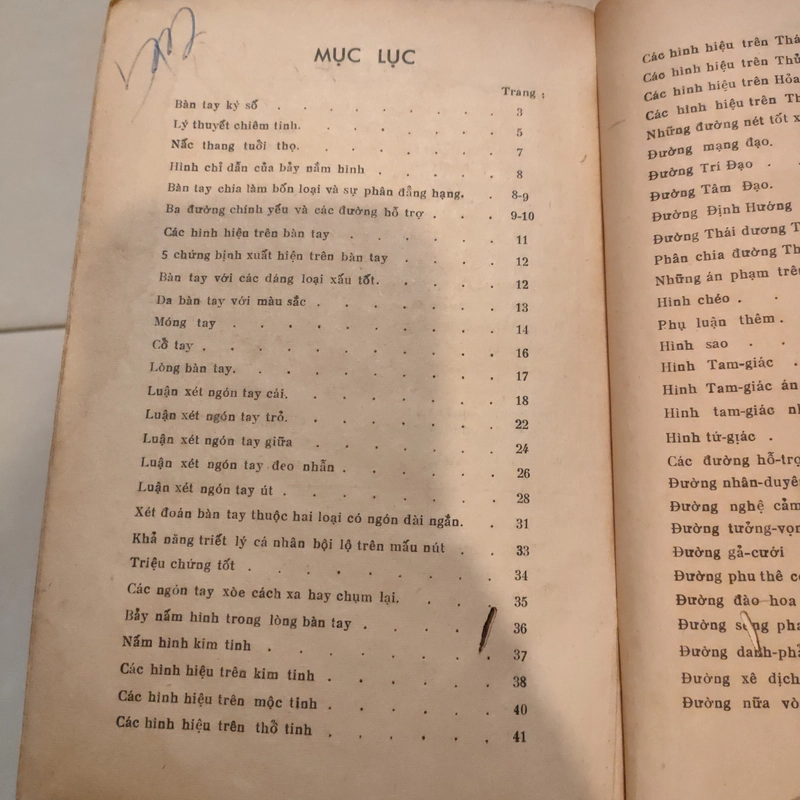 MỤC LỤC
Trang :
Bàn tay ký số . . . . . . . 3
Lý thuyết chiêm tinh. . . . . . . 5
Nấc thang tuổi thọ. . . . . . . 7
Hình chỉ dẫn của bảy nắm hình . . . . . 8
Bàn tay chia làm bốn loại và sự phân đẳng hạng. . 8-9
Ba đường chính yếu và các đường hỗ trợ . . . 9-10
Các hình hiệu trên bàn tay . . . . . . 11
5 chứng bịnh xuất hiện trên bàn tay . . . . 12
Bàn tay với các dáng loại xấu tốt. . . . . 12
Da bàn tay với màu sắc . . . . . . . 13
Móng tay . . . . . . . . 14
Cổ tay . . . . . . . . . 16
Lòng bàn tay. . . . . . . . 17
Luận xét ngón tay cái. . . . . . . 18
Luận xét ngón tay trỏ. . . . . . . 22
Luận xét ngón tay giữa . . . . . . 24
Luận xét ngón tay đeo nhẫn . . . . . 26
Luận xét ngón tay út . . . . . . . 28
Xét đoán bàn tay thuộc hai loại có ngón dài ngắn. . 31
Khả năng triết lý cá nhân bội lộ trên mấu nút . . 33
Triệu chứng tốt . . . . . . . . 34
Các ngón tay xòe cách xa hay chụm lại. . . . 35
Bảy nấm hình trong lòng bàn tay . . . . 36
Nấm hình kim tinh . . . . . . . 37
Các hình hiệu trên kim tinh . . . . . 38
Các hình hiệu trên mộc tinh . . . . . 40
Các hình hiệu trên thổ tinh . . . . . 41
Các hình hiệu trên
Các hình hiệu trên
Các hình hiệu trên Hỏa
Các hình hiệu trên
Những đường nét tốt
Đường mạng đạo.
Đường Trí Đạo . .
Đường Tâm Đạo.
Đường Định Hướng
Đường Thái dương
Phân chia đường
Những án phạm
Hình chéo . .
Phụ luận thêm .
Hình sao . .
Hình Tam-giác .
Hình Tam-giác án
Hình tam-giác
Hình tứ-giác .
Các đường hỗ-trợ
Đường nhân-duyên
Đường nghệ cảm
Đường tưởng-vọng
Đường gả-cưới
Đường phu thê
Đường đào hoa
Đường
Đường
Đường xê dịch
Đường nữa